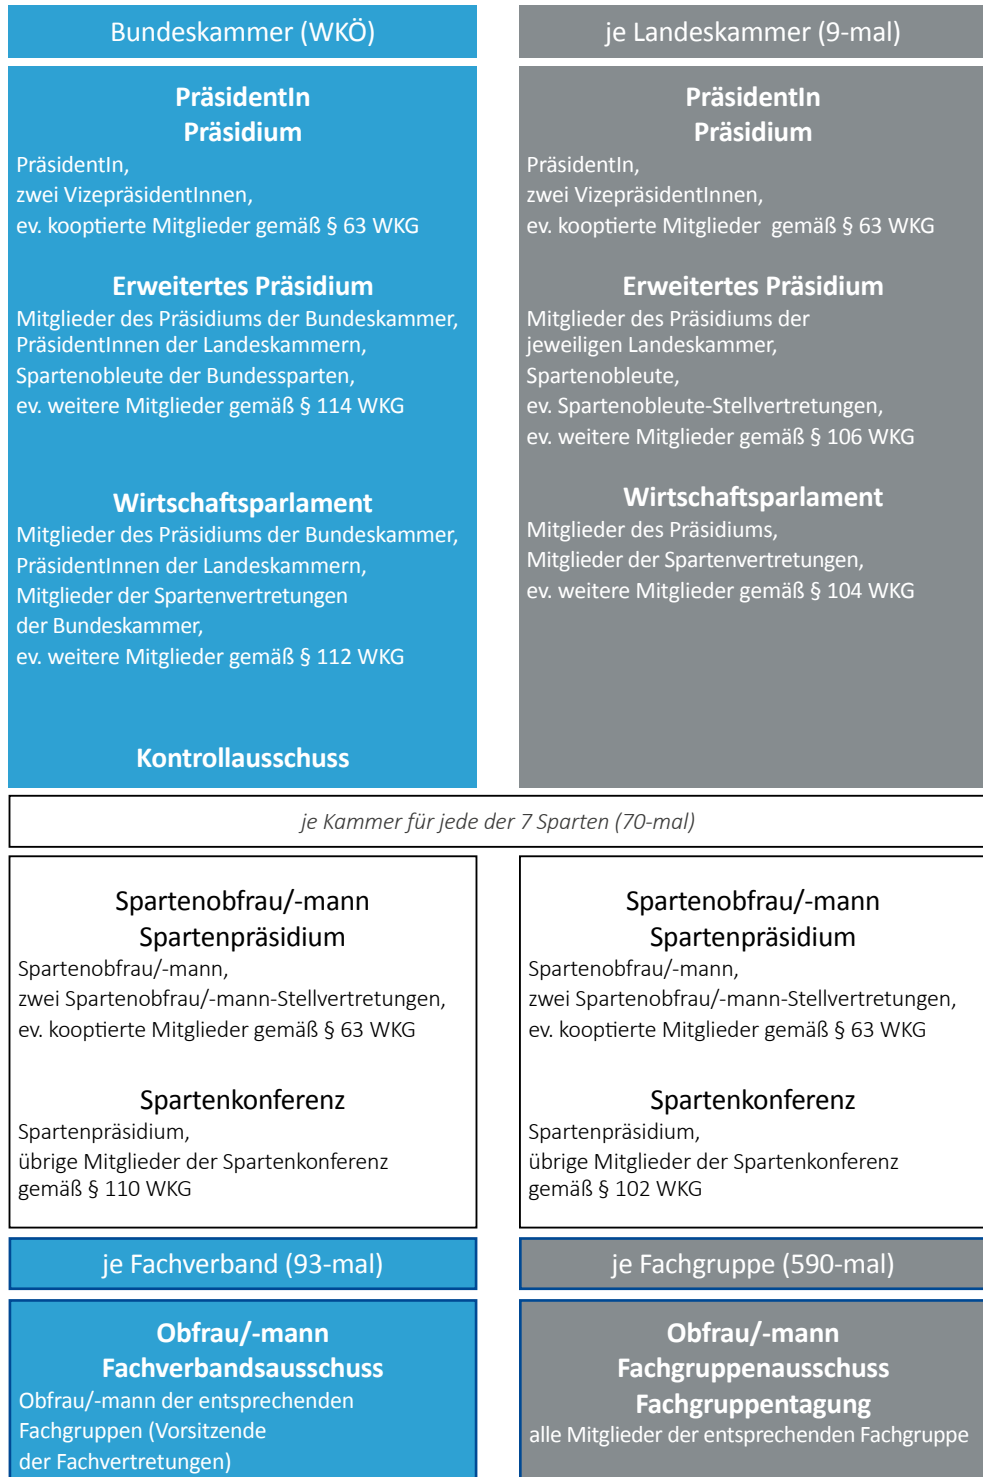 Bundeskammer (WKÖ)
PräsidentIn
Präsidium
PräsidentIn,
zwei VizepräsidentInnen,
ev. kooptierte Mitglieder gemäß § 63 WKG
Erweitertes Präsidium
Mitglieder des Präsidiums der Bundeskammer,
PräsidentInnen der Landeskammern,
Spartenobleute der Bundessparten,
ev. weitere Mitglieder gemäß § 114 WKG
Wirtschaftsparlament
Mitglieder des Präsidiums der Bundeskammer,
PräsidentInnen der Landeskammern,
Mitglieder der Spartenvertretungen
der Bundeskammer,
ev. weitere Mitglieder gemäß § 112 WKG
Kontrollausschuss
je Landeskammer (9-mal)
PräsidentIn
Präsidium
PräsidentIn,
zwei VizepräsidentInnen,
ev. kooptierte Mitglieder gemäß § 63 WKG
Erweitertes Präsidium
Mitglieder des Präsidiums der
jeweiligen Landeskammer,
Spartenobleute,
ev. Spartenobleute-Stellvertretungen,
ev. weitere Mitglieder gemäß § 106 WKG
Wirtschaftsparlament
Mitglieder des Präsidiums,
Mitglieder der Spartenvertretungen,
ev. weitere Mitglieder gemäß § 104 WKG
je Kammer für jede der 7 Sparten (70-mal)
Spartenobfrau/-mann
Spartenpräsidium
Spartenobfrau/-mann,
zwei Spartenobfrau/-mann-Stellvertretungen,
ev. kooptierte Mitglieder gemäß § 63 WKG
Spartenkonferenz
Spartenpräsidium,
übrige Mitglieder der Spartenkonferenz
gemäß § 110 WKG
Spartenobfrau/-mann
Spartenpräsidium
Spartenobfrau/-mann,
zwei Spartenobfrau/-mann-Stellvertretungen,
ev. kooptierte Mitglieder gemäß § 63 WKG
Spartenkonferenz
Spartenpräsidium,
übrige Mitglieder der Spartenkonferenz
gemäß § 102 WKG
je Fachverband (93-mal)
Obfrau/-mann
Fachverbandsausschuss
Obfrau/-mann der entsprechenden
Fachgruppen (Vorsitzende
der Fachvertretungen)
je Fachgruppe (590-mal)
Obfrau/-mann
Fachgruppenausschuss
Fachgruppentagung
alle Mitglieder der entsprechenden Fachgruppe